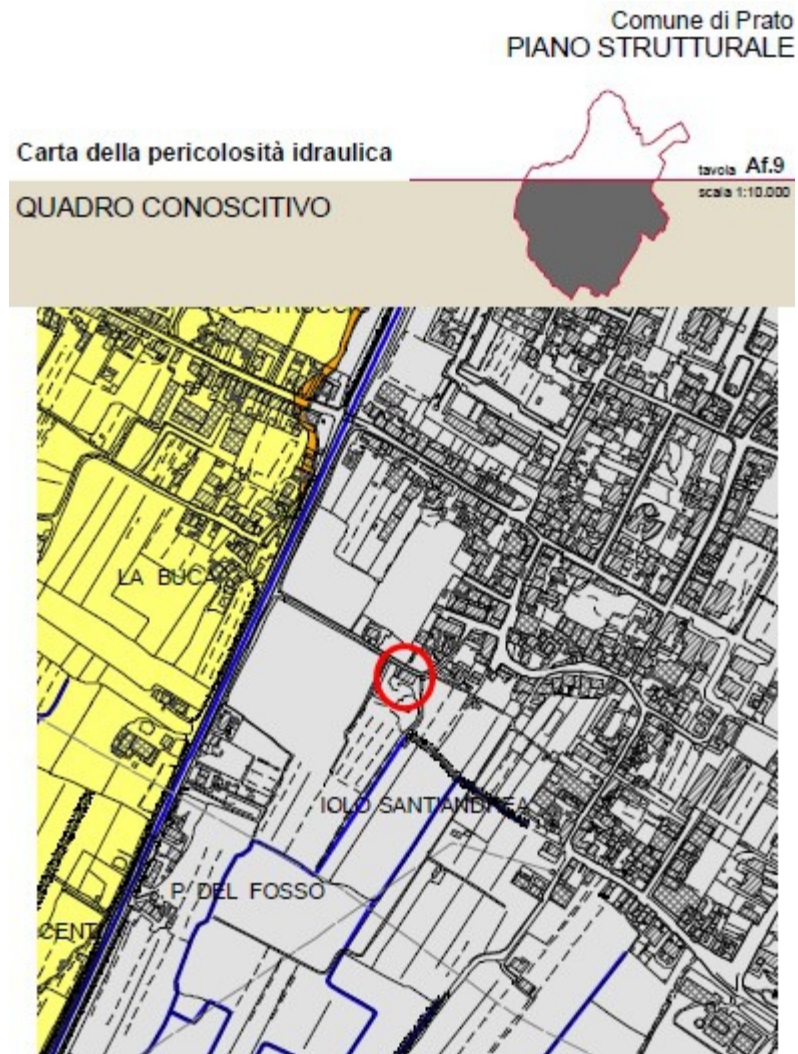 Comune di Prato
PIANO STRUTTURALE
Carta della pericolosità idraulica
tavola Af.9
scala 1:10.000
QUADRO CONOSCITIVO
LA BUCA
IOLO SANT'ANDREA
P. DEL FOSSO
CENTI